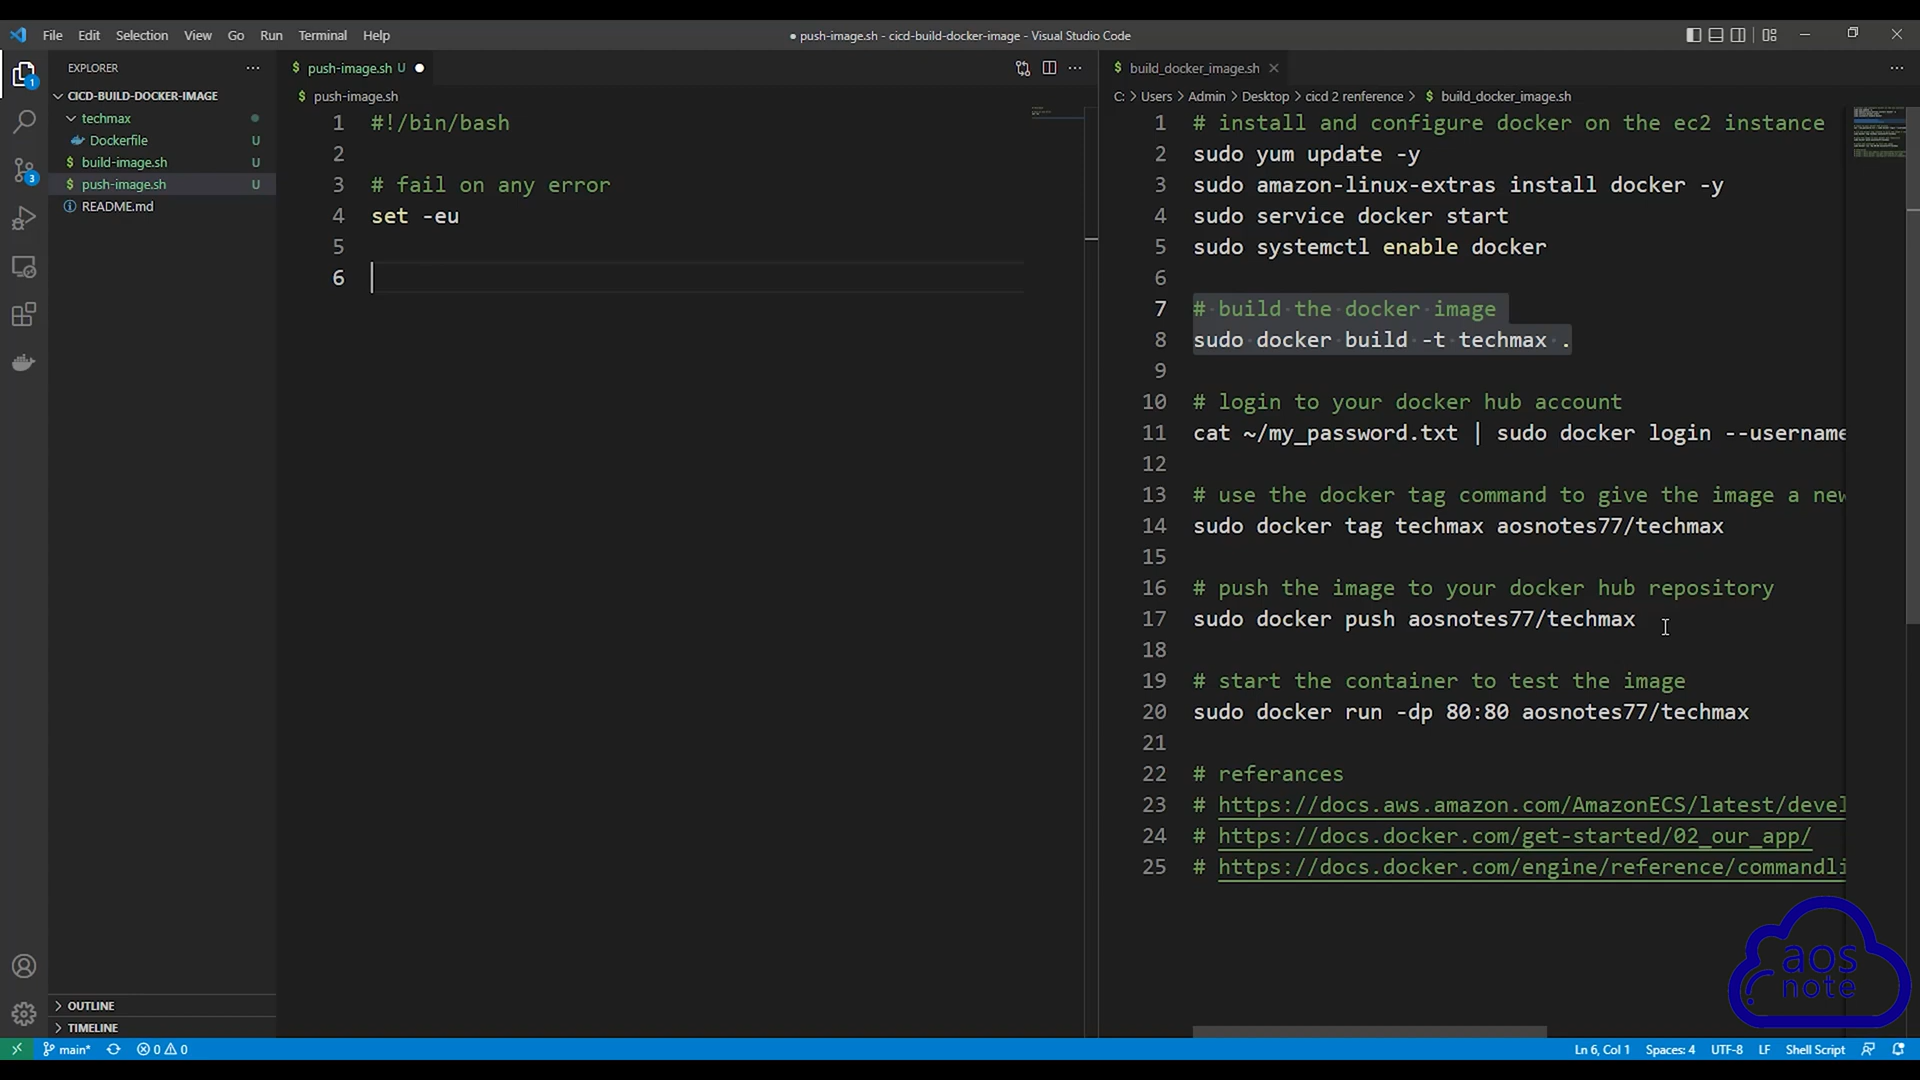 File Edit Selection View Go Run Terminal Help
● push-image.sh - cicd-build-docker-image - Visual Studio Code
EXPLORER
CICD-BUILD-DOCKER-IMAGE
techmax
Dockerfile U
$ build-image.sh U
$ push-image.sh U
README.md
OUTLINE
TIMELINE
1
3
$ push-image.sh U ●
$ push-image.sh
1 #!/bin/bash
2
3 # fail on any error
4 set -eu
5
6
$ build_docker_image.sh
C: > Users > Admin > Desktop > cicd 2 renference > $ build_docker_image.sh
1 # install and configure docker on the ec2 instance
2 sudo yum update -y
3 sudo amazon-linux-extras install docker -y
4 sudo service docker start
5 sudo systemctl enable docker
6
7 # build the docker image
8 sudo docker build -t techmax .
9
10 # login to your docker hub account
11 cat ~/my_password.txt | sudo docker login --username
12
13 # use the docker tag command to give the image a new
14 sudo docker tag techmax aosnotes77/techmax
15
16 # push the image to your docker hub repository
17 sudo docker push aosnotes77/techmax
18
19 # start the container to test the image
20 sudo docker run -dp 80:80 aosnotes77/techmax
21
22 # referances
23 # https://docs.aws.amazon.com/AmazonECS/latest/devel
24 # https://docs.docker.com/get-started/02_our_app/
25 # https://docs.docker.com/engine/reference/commandli
aos
note
main* 0 0
Ln 6, Col 1 Spaces: 4 UTF-8 LF Shell Script